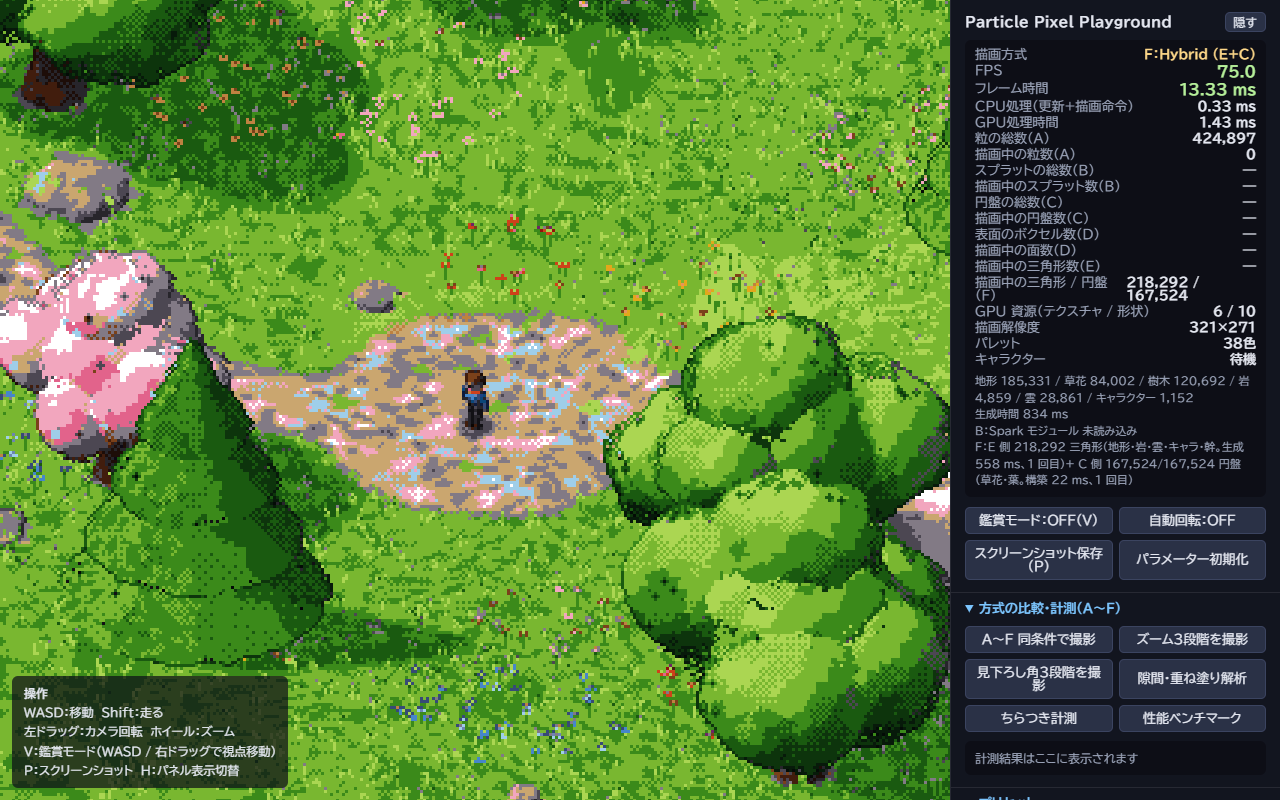 Particle Pixel Playground
隠す
描画方式 F:Hybrid (E+C)
FPS 75.0
フレーム時間 13.33 ms
CPU処理(更新+描画命令) 0.33 ms
GPU処理時間 1.43 ms
粒の総数(A) 424,897
描画中の粒数(A) 0
スプラットの総数(B) —
描画中のスプラット数(B) —
円盤の総数(C) —
描画中の円盤数(C) —
表面のボクセル数(D) —
描画中の面数(D) —
描画中の三角形数(E) —
描画中の三角形 / 円盤 218,292 /
(F) 167,524
GPU 資源(テクスチャ / 形状) 6 / 10
描画解像度 321×271
パレット 38色
キャラクター 待機
地形 185,331 / 草花 84,002 / 樹木 120,692 / 岩
4,859 / 雲 28,861 / キャラクター 1,152
生成時間 834 ms
B:Spark モジュール 未読み込み
F:E 側 218,292 三角形(地形・岩・雲・キャラ・幹。生成
558 ms、1 回目)+ C 側 167,524/167,524 円盤
(草花・葉。構築 22 ms、1 回目)
鑑賞モード:OFF(V)
自動回転:OFF
スクリーンショット保存
(P)
パラメーター初期化
▼ 方式の比較・計測(A〜F)
A〜F 同条件で撮影
ズーム3段階を撮影
見下ろし角3段階を撮
影
隙間・重ね塗り解析
ちらつき計測
性能ベンチマーク
計測結果はここに表示されます
操作
WASD:移動 Shift:走る
左ドラッグ:カメラ回転 ホイール:ズーム
V:鑑賞モード(WASD / 右ドラッグで視点移動)
P:スクリーンショット H:パネル表示切替